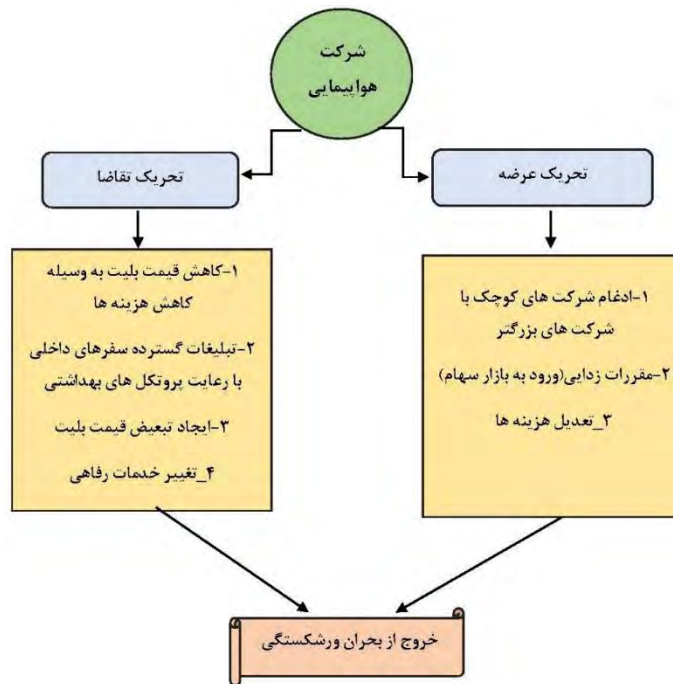 شرکت
هواپیمایی
تحریک عرضه
تحریک تقاضا
۱-ادغام شرکت های کوچک با
شرکت های بزرگتر
۲-مقررات زدایی(ورود به بازار سهام)
۳_تعدیل هزینه ها
۱-کاهش قیمت بلیت به وسیله
کاهش هزینه ها
۲-تبلیغات گسترده سفرهای داخلی
با رعایت پروتکل های بهداشتی
۳-ایجاد تبعیض قیمت بلیت
۴_تغییر خدمات رفاهی
خروج از بحران ورشکستگی